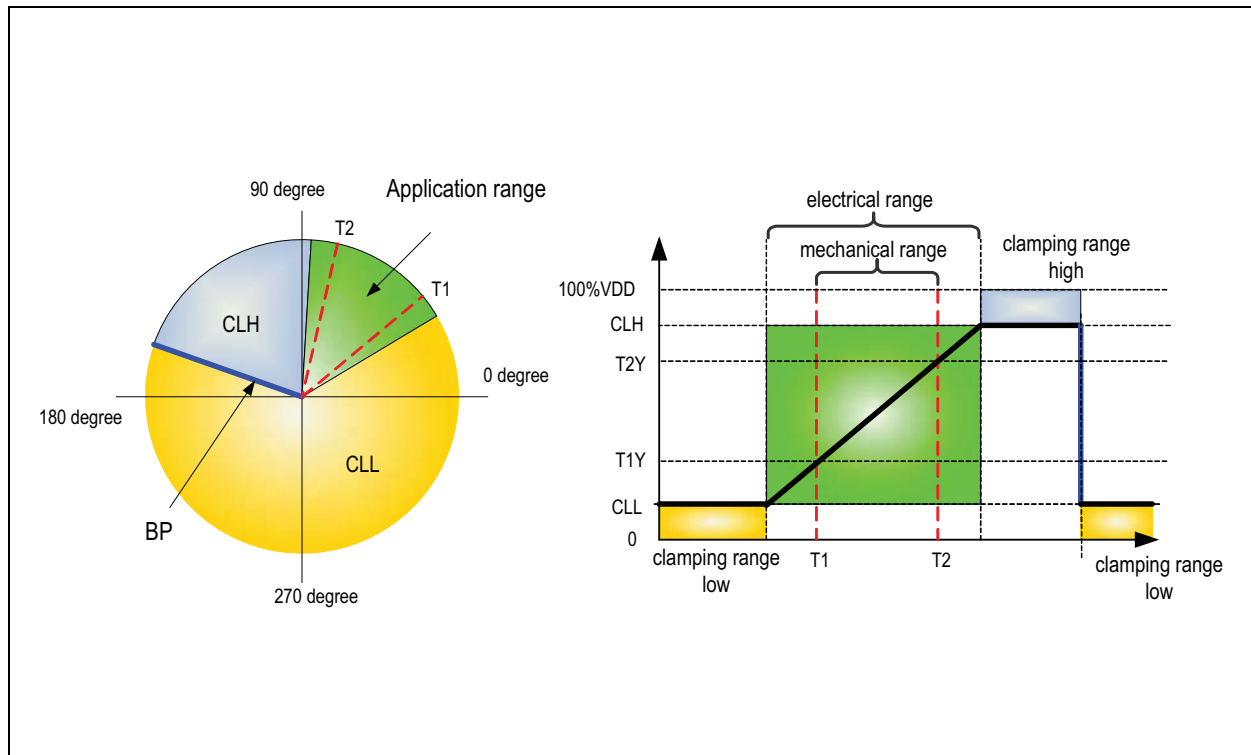 90 degree
Application range
T2
T1
CLH
0 degree
180 degree
CLL
BP
270 degree
electrical range
mechanical range
clamping range
high
100%VDD
CLH
T2Y
T1Y
CLL
0
clamping range
low
T1
T2
clamping range
low